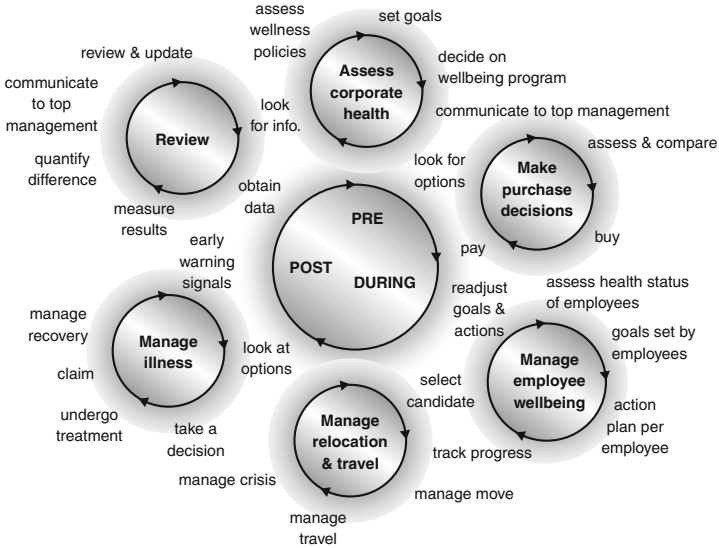 assess
wellness
policies
set goals
decide on
wellbeing program
communicate to top management
look
for info.
Assess
corporate
health
review & update
communicate
to top
management
quantify
difference
measure
results
obtain
data
Review
look for
options
assess & compare
buy
pay
Make
purchase
decisions
PRE
POST
DURING
early
warning
signals
manage
recovery
claim
undergo
treatment
take a
decision
look at
options
Manage
illness
readjust
goals &
actions
assess health status
of employees
goals set by
employees
action
plan per
employee
track progress
Manage
employee
wellbeing
select
candidate
manage move
manage
travel
manage crisis
Manage
relocation
& travel